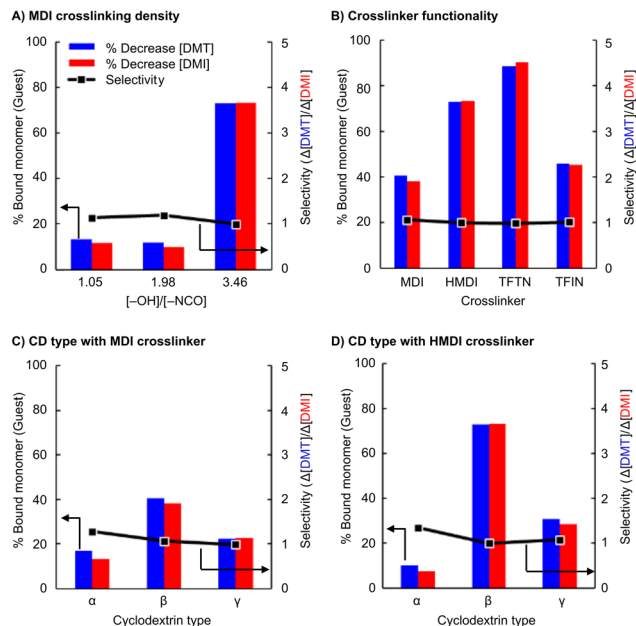 A) MDI crosslinking density
100
80
60
40
20
0
% Bound monomer (Guest)
% Decrease [DMT]
% Decrease [DMI]
Selectivity
5
4
3
2
1
0
Selectivity (Δ[DMT]/Δ[DMI]
1.05 1.98 3.46
[–OH]/[–NCO]
B) Crosslinker functionality
100
80
60
40
20
0
% Bound monomer (Guest)
5
4
3
2
1
0
Selectivity (Δ[DMT]/Δ[DMI]
MDI HMDI TFTN TFIN
Crosslinker
C) CD type with MDI crosslinker
100
80
60
40
20
0
% Bound monomer (Guest)
5
4
3
2
1
0
Selectivity (Δ[DMT]/Δ[DMI]
α β γ
Cyclodextrin type
D) CD type with HMDI crosslinker
100
80
60
40
20
0
% Bound monomer (Guest)
5
4
3
2
1
0
Selectivity (Δ[DMT]/Δ[DMI]
α β γ
Cyclodextrin type